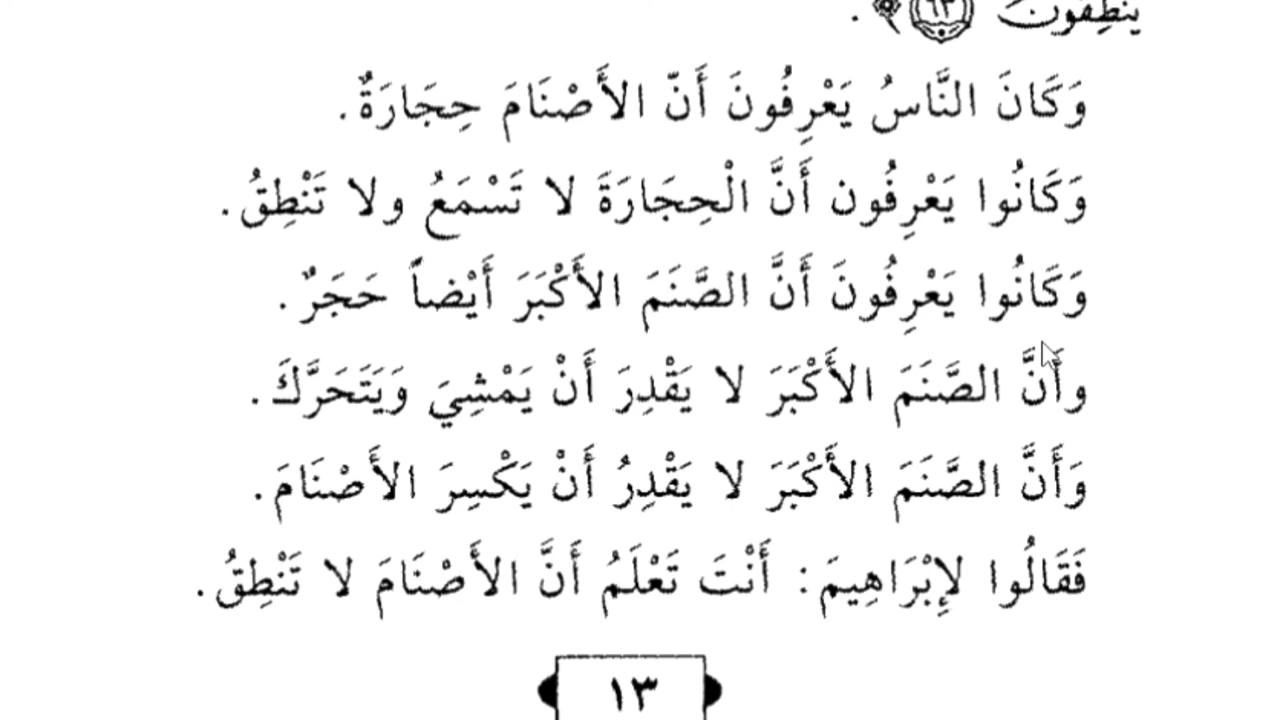 يَنْطِقُونَ ٦٣ ﴾ .
وَكَانَ النَّاسُ يَعْرِفُونَ أَنّ الأَصْنَامَ حِجَارَةٌ.
وَكَانُوا يَعْرِفُون أَنَّ الْحِجَارَةَ لا تَسْمَعُ ولا تَنْطِقُ.
وَكَانُوا يَعْرِفُونَ أَنَّ الصَّنَمَ الأَكْبَرَ أَيْضاً حَجَرٌ.
وأَنَّ الصَّنَمَ الأَكْبَرَ لا يَقْدِرَ أَنْ يَمْشِيَ وَيَتَحَرَّكَ.
وَأَنَّ الصَّنَمَ الأَكْبَرَ لا يَقْدِرُ أَنْ يَكْسِرَ الأَصْنَامَ.
فَقَالُوا لِإبْرَاهِيمَ: أَنْتَ تَعْلَمُ أَنَّ الأَصْنَامَ لا تَنْطِقُ.
١٣